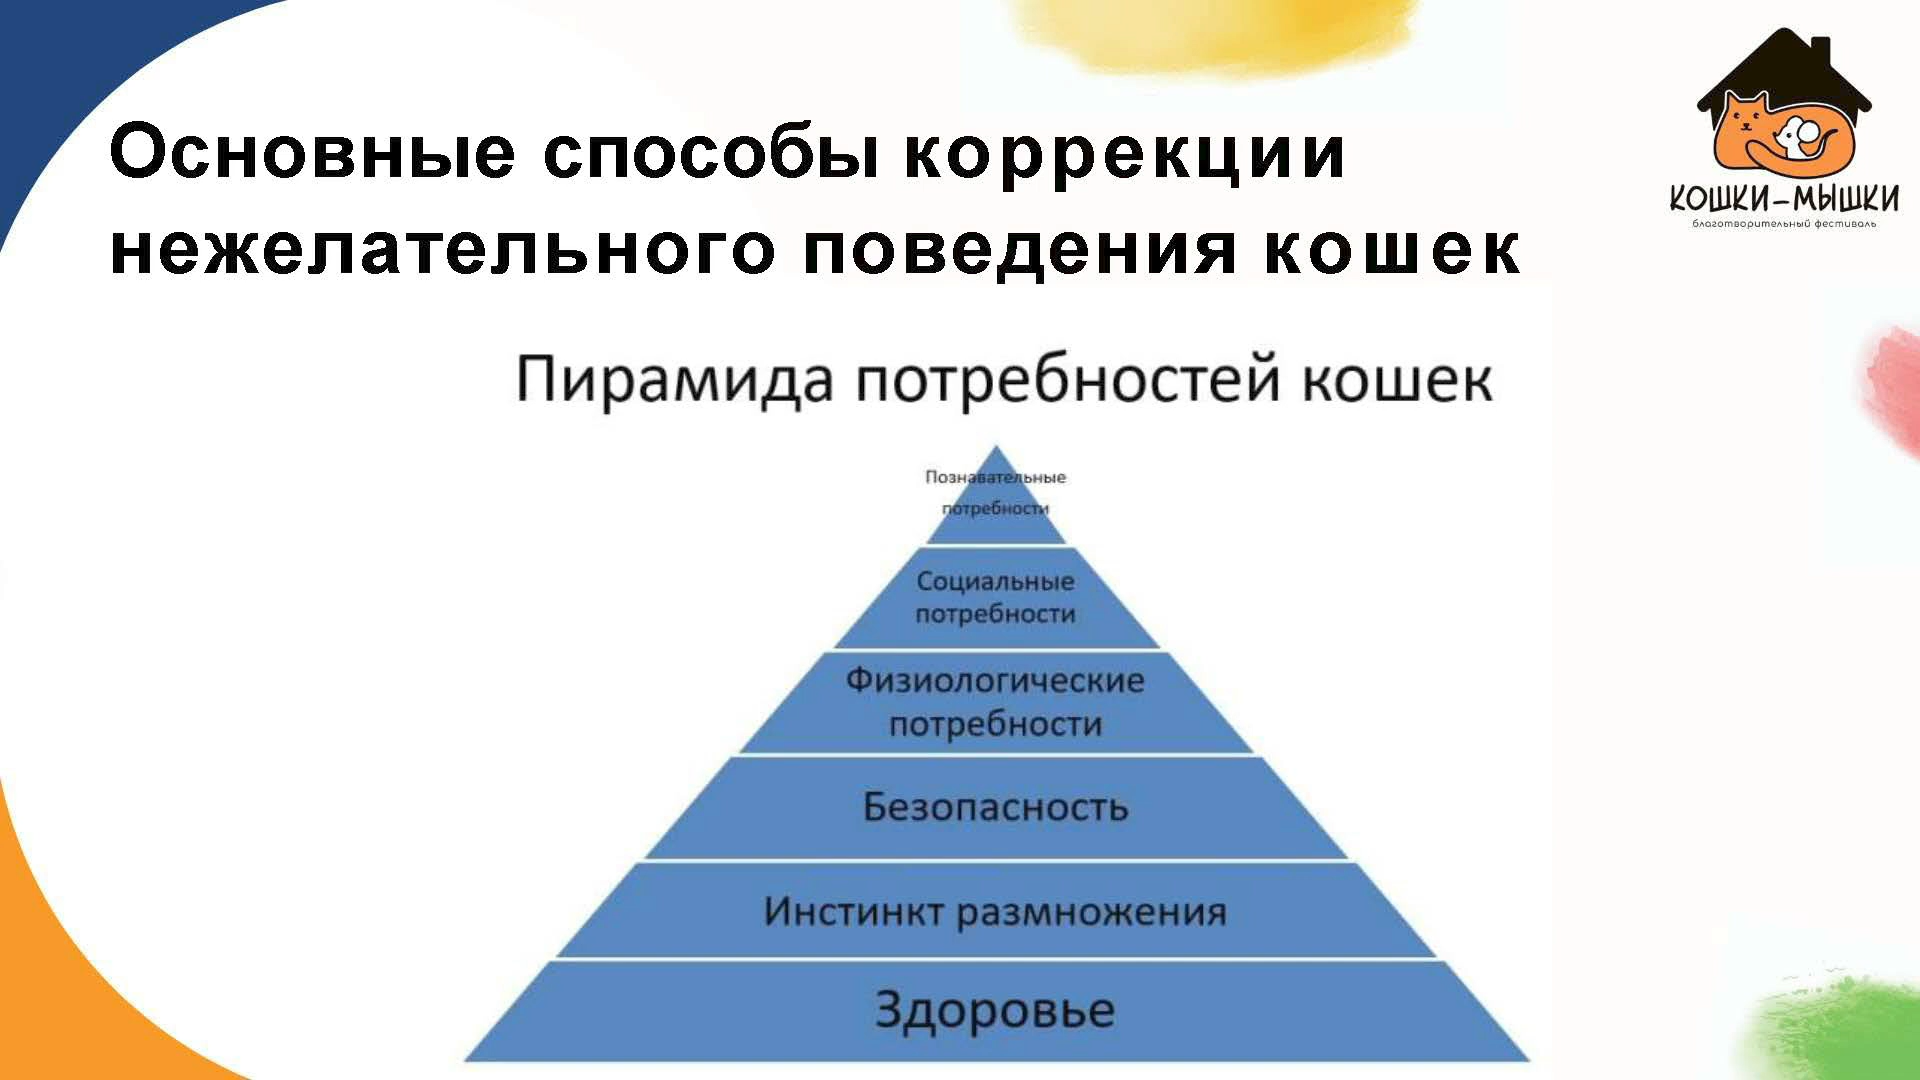 Основные способы коррекции
нежелательного поведения кошек
КОШКИ-МЫШКИ
благотворительный фестиваль
Пирамида потребностей кошек
Познавательные
потребности
Социальные
потребности
Физиологические
потребности
Безопасность
Инстинкт размножения
Здоровье